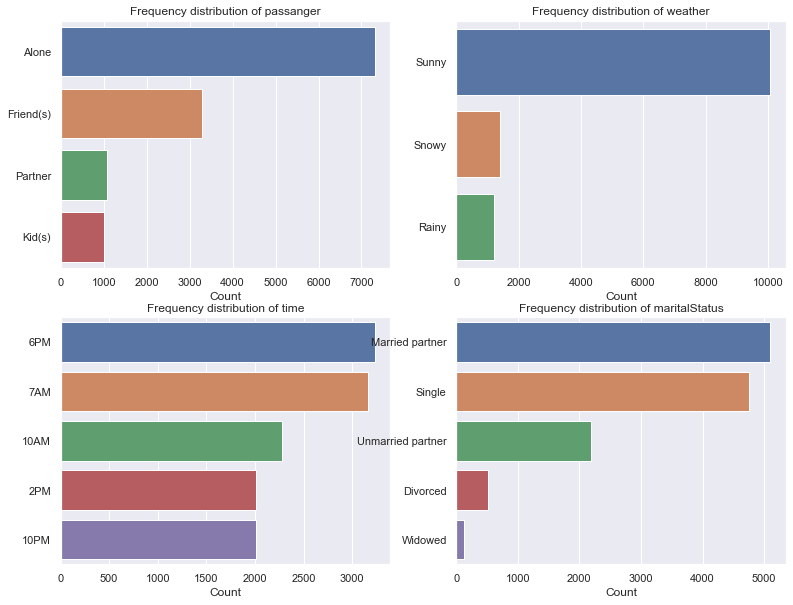 Frequency distribution of passanger
Alone
Friend(s)
Partner
Kid(s)
0 1000 2000 3000 4000 5000 6000 7000
Count
Frequency distribution of weather
Sunny
Snowy
Rainy
0 2000 4000 6000 8000 10000
Count
Frequency distribution of time
6PM
7AM
10AM
2PM
10PM
0 500 1000 1500 2000 2500 3000
Count
Frequency distribution of maritalStatus
Married partner
Single
Unmarried partner
Divorced
Widowed
0 1000 2000 3000 4000 5000
Count